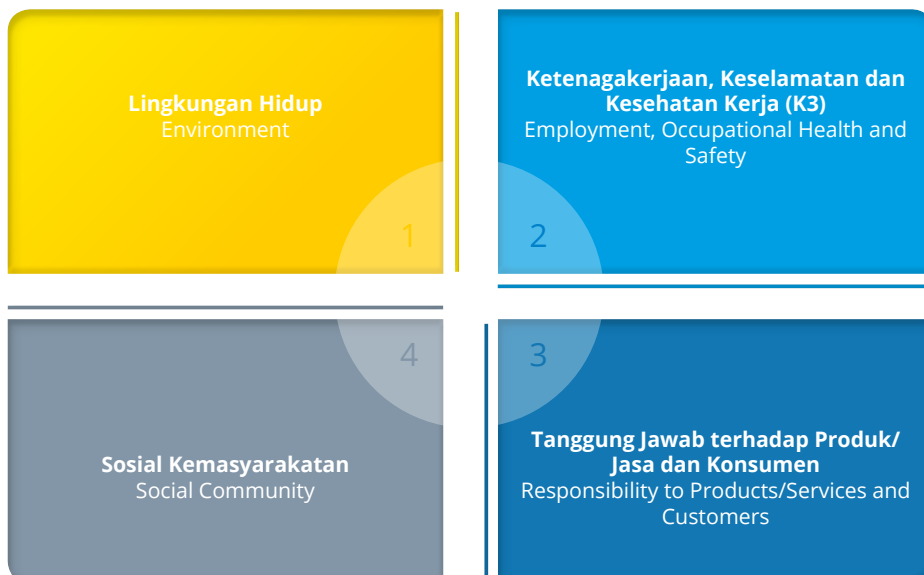 Lingkungan Hidup
Environment
1
Ketenagakerjaan, Keselamatan dan
Kesehatan Kerja (K3)
Employment, Occupational Health and
Safety
2
4
Sosial Kemasyarakatan
Social Community
3
Tanggung Jawab terhadap Produk/
Jasa dan Konsumen
Responsibility to Products/Services and
Customers